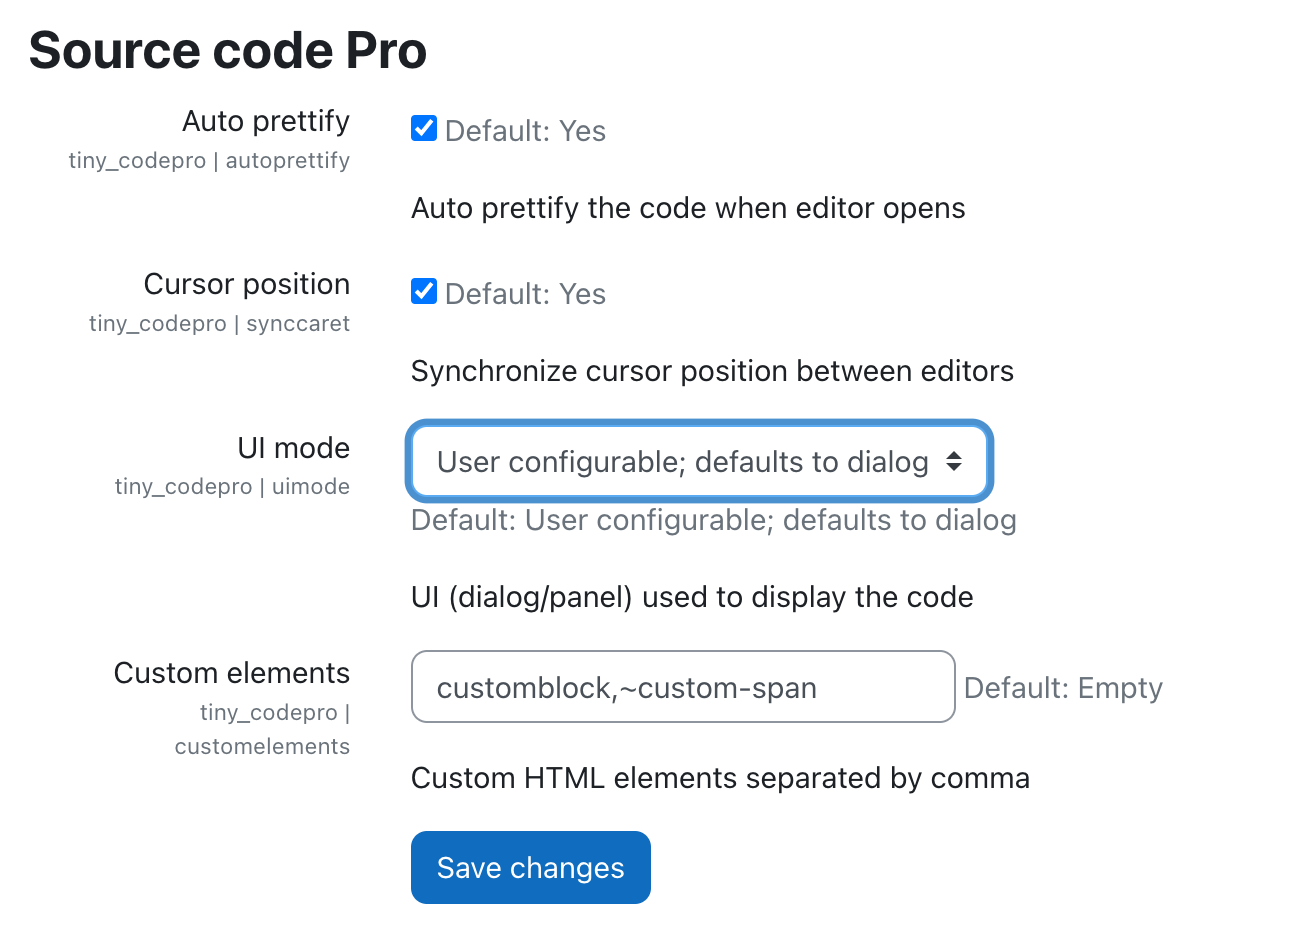 Source code Pro
Auto prettify
tiny_codepro | autoprettify
Default: Yes
Auto prettify the code when editor opens
Cursor position
tiny_codepro | synccaret
Default: Yes
Synchronize cursor position between editors
UI mode
tiny_codepro | uimode
User configurable; defaults to dialog
Default: User configurable; defaults to dialog
UI (dialog/panel) used to display the code
Custom elements
tiny_codepro |
customelements
customblock,~custom-span
Default: Empty
Custom HTML elements separated by comma
Save changes